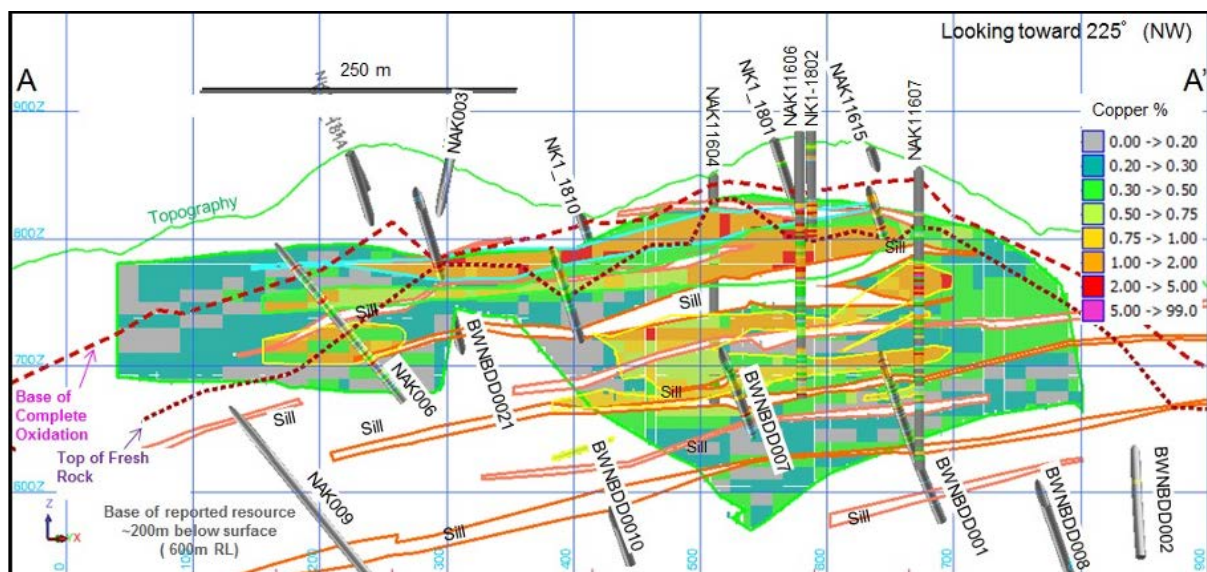 Looking toward 225° (NW)
A
A'
250 m
NAK003
NK1_1810
NAK11604
NK1_1801
NAK11606
NK1-1802
NAK11615
NAK11607
Copper %
0.00 -> 0.20
0.20 -> 0.30
0.30 -> 0.50
0.50 -> 0.75
0.75 -> 1.00
1.00 -> 2.00
2.00 -> 5.00
5.00 -> 99.0
900Z
Topography
800Z
Sill
Sill
Sill
700Z
Base of
Complete
Oxidation
NAK006
BWNBDD0021
Sill
Sill
Sill
Sill
BWNBDD007
Top of Fresh
Rock
NAK009
BWNBDD0010
BWNBDD001
BWNBDD008
BWNBDD002
600Z
Base of reported resource
~200m below surface
( 600m RL)
Sill
Sill
Z
X
0
100
200
300
400
500
600
700
800
900